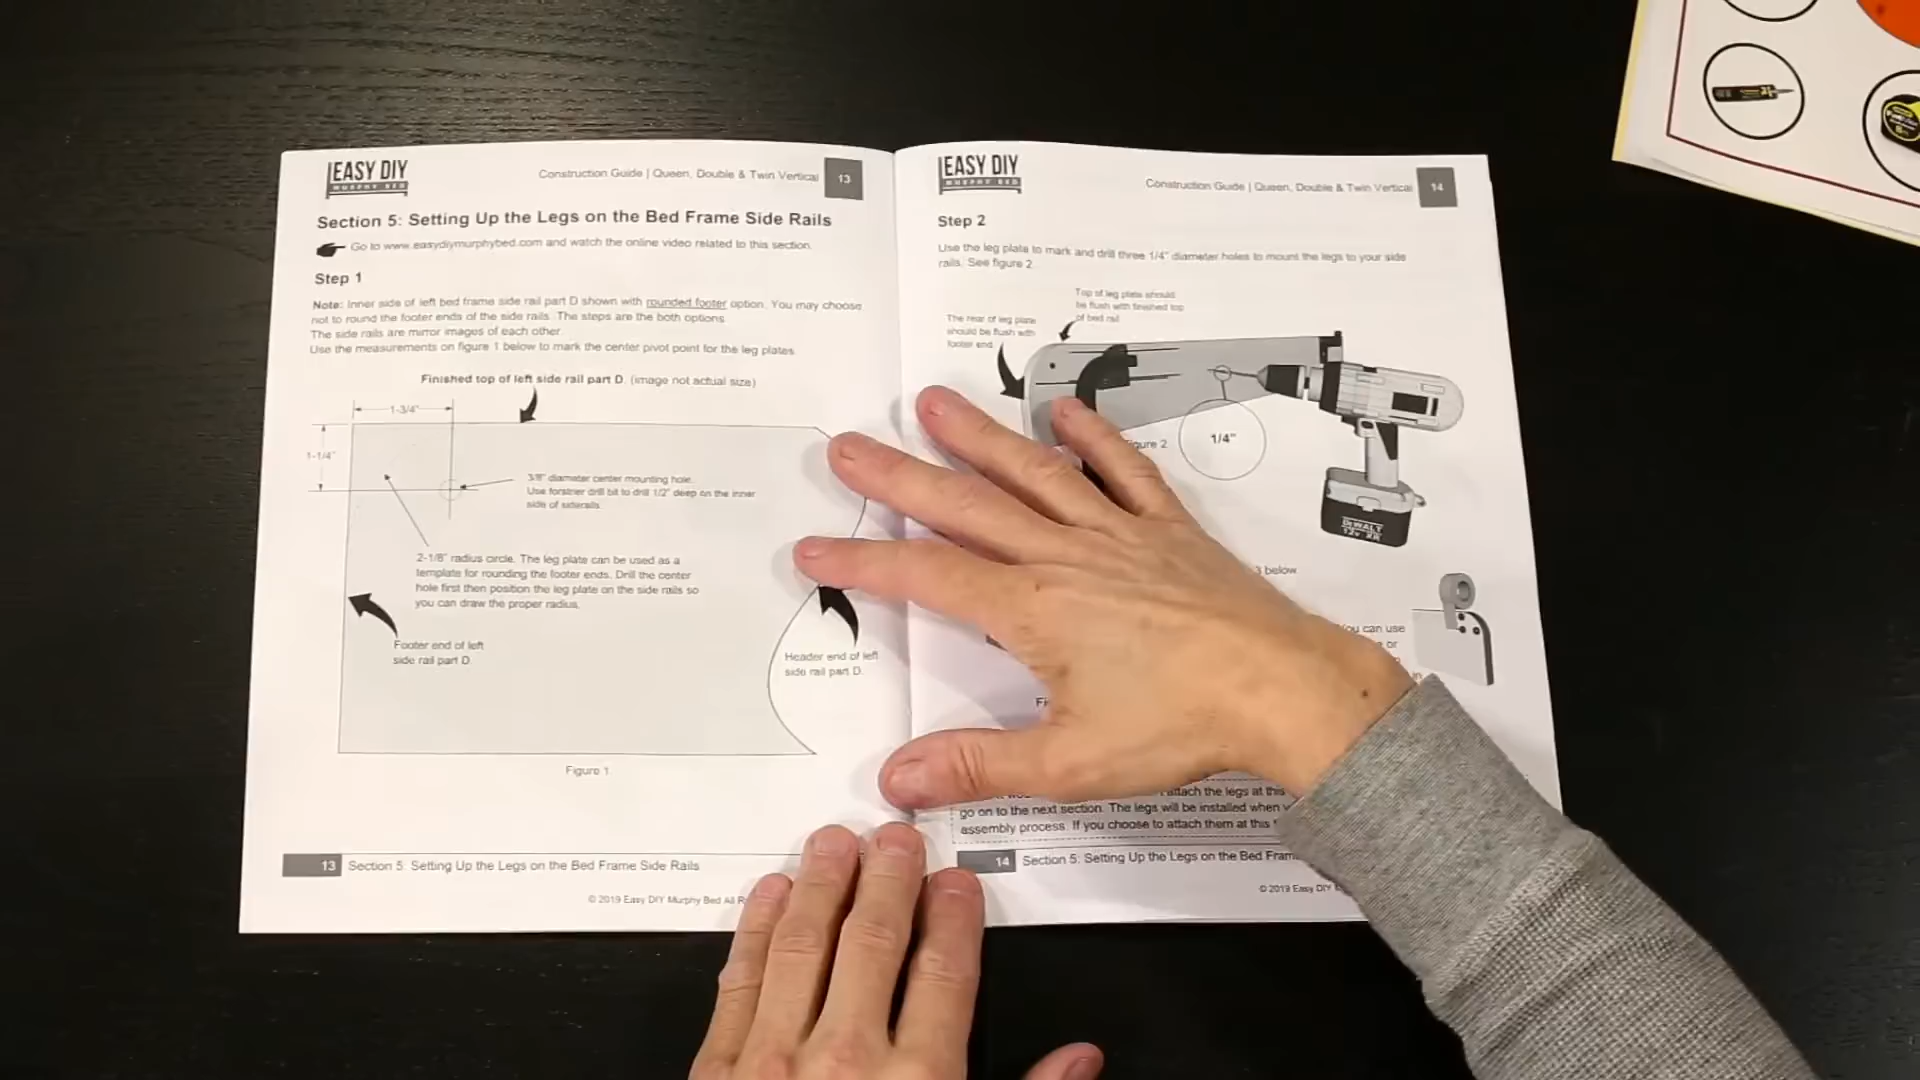 EASY DIY
MURPHY BED
Construction Guide | Queen, Double & Twin Vertical
13
Section 5: Setting Up the Legs on the Bed Frame Side Rails
Go to www.easydiymurphybed.com and watch the online video related to this section.
Step 1
Note: Inner side of left bed frame side rail part D shown with rounded footer option. You may choose
not to round the footer ends of the side rails. The steps are the both options.
The side rails are mirror images of each other.
Use the measurements on figure 1 below to mark the center pivot point for the leg plates.
Finished top of left side rail part D. (image not actual size)
1-3/4"
1-1/4"
3/8" diameter center mounting hole.
Use forstner drill bit to drill 1/2" deep on the inner
side of siderails.
2-1/8" radius circle. The leg plate can be used as a
template for rounding the footer ends. Drill the center
hole first then position the leg plate on the side rails so
you can draw the proper radius.
Footer end of left
side rail part D.
Header end of left
side rail part D.
Figure 1
13
Section 5: Setting Up the Legs on the Bed Frame Side Rails
© 2019 Easy DIY Murphy Bed All R
EASY DIY
MURPHY BED
Construction Guide | Queen, Double & Twin Vertical
14
Step 2
Use the leg plate to mark and drill three 1/4" diameter holes to mount the legs to your side
rails. See figure 2.
Top of leg plate should
be flush with finished top
of bed rail
The rear of leg plate
should be flush with
footer end.
1/4"
gure 2
DEWALT
3 below
ou can use
or
in
attach the legs at this
go on to the next section. The legs will be installed when
assembly process. If you choose to attach them at this
14
Section 5: Setting Up the Legs on the Bed Fram
© 2019 Easy DIY